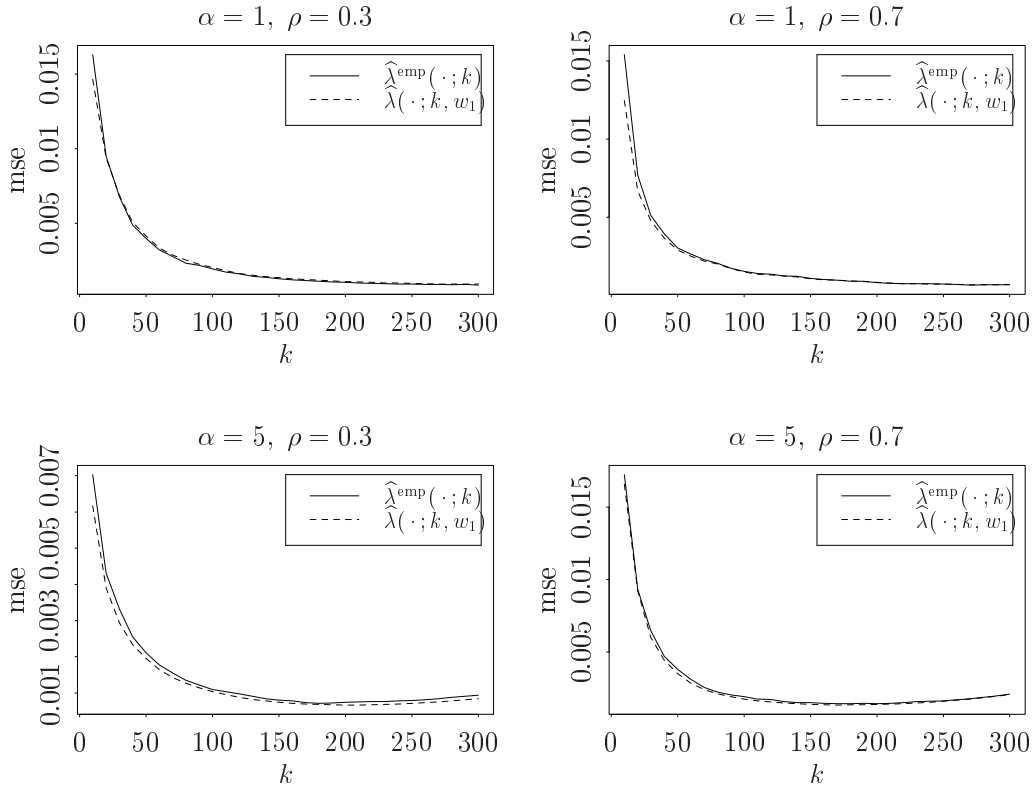 α = 1, ρ = 0.3
mse
0.005 0.01 0.015
λ̂ᵉᵐᵖ( · ; k)
λ̂( · ; k, w₁)
0 50 100 150 200 250 300
k
α = 1, ρ = 0.7
mse
0.005 0.01 0.015
λ̂ᵉᵐᵖ( · ; k)
λ̂( · ; k, w₁)
0 50 100 150 200 250 300
k
α = 5, ρ = 0.3
mse
0.001 0.003 0.005 0.007
λ̂ᵉᵐᵖ( · ; k)
λ̂( · ; k, w₁)
0 50 100 150 200 250 300
k
α = 5, ρ = 0.7
mse
0.005 0.01 0.015
λ̂ᵉᵐᵖ( · ; k)
λ̂( · ; k, w₁)
0 50 100 150 200 250 300
k